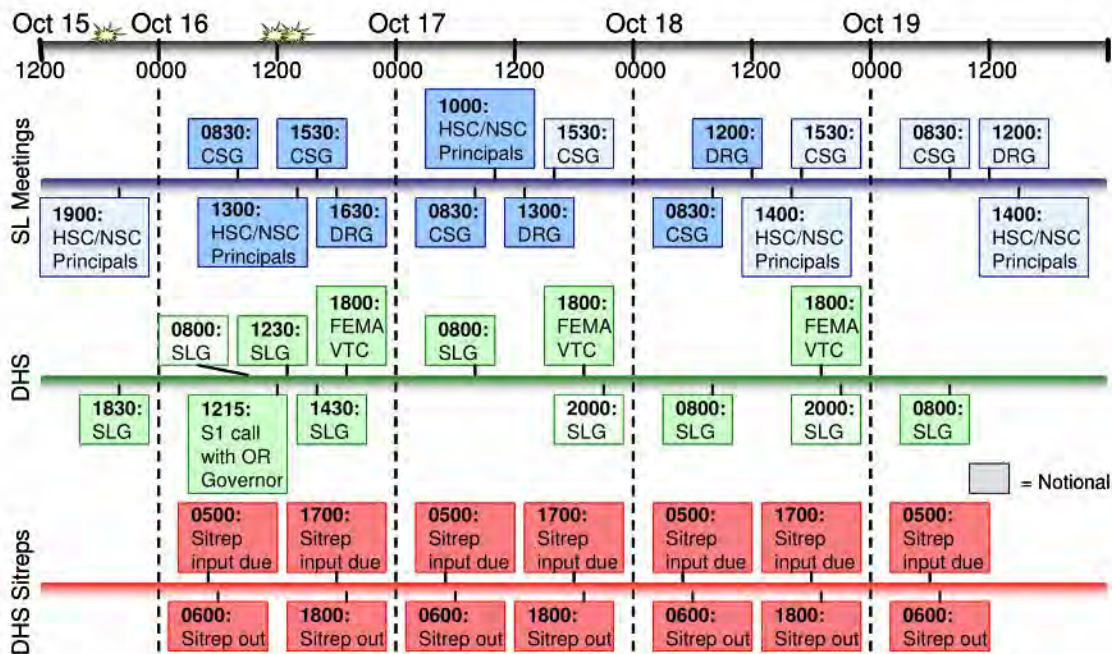 Oct 15 Oct 16 Oct 17 Oct 18 Oct 19
1200 0000 1200 0000 1200 0000 1200 0000 1200
SL Meetings
0830:
CSG
1530:
CSG
1000:
HSC/NSC
Principals
1530:
CSG
1200:
DRG
1530:
CSG
0830:
CSG
1200:
DRG
1900:
HSC/NSC
Principals
1300:
HSC/NSC
Principals
1630:
DRG
0830:
CSG
1300:
DRG
0830:
CSG
1400:
HSC/NSC
Principals
1400:
HSC/NSC
Principals
DHS
0800:
SLG
1230:
SLG
1800:
FEMA
VTC
0800:
SLG
1800:
FEMA
VTC
1800:
FEMA
VTC
1830:
SLG
1215:
S1 call
with OR
Governor
1430:
SLG
2000:
SLG
0800:
SLG
2000:
SLG
0800:
SLG
= Notional
DHS Sitreps
0500:
Sitrep
input due
1700:
Sitrep
input due
0500:
Sitrep
input due
1700:
Sitrep
input due
0500:
Sitrep
input due
1700:
Sitrep
input due
0500:
Sitrep
input due
0600:
Sitrep out
1800:
Sitrep out
0600:
Sitrep out
1800:
Sitrep out
0600:
Sitrep out
1800:
Sitrep out
0600:
Sitrep out